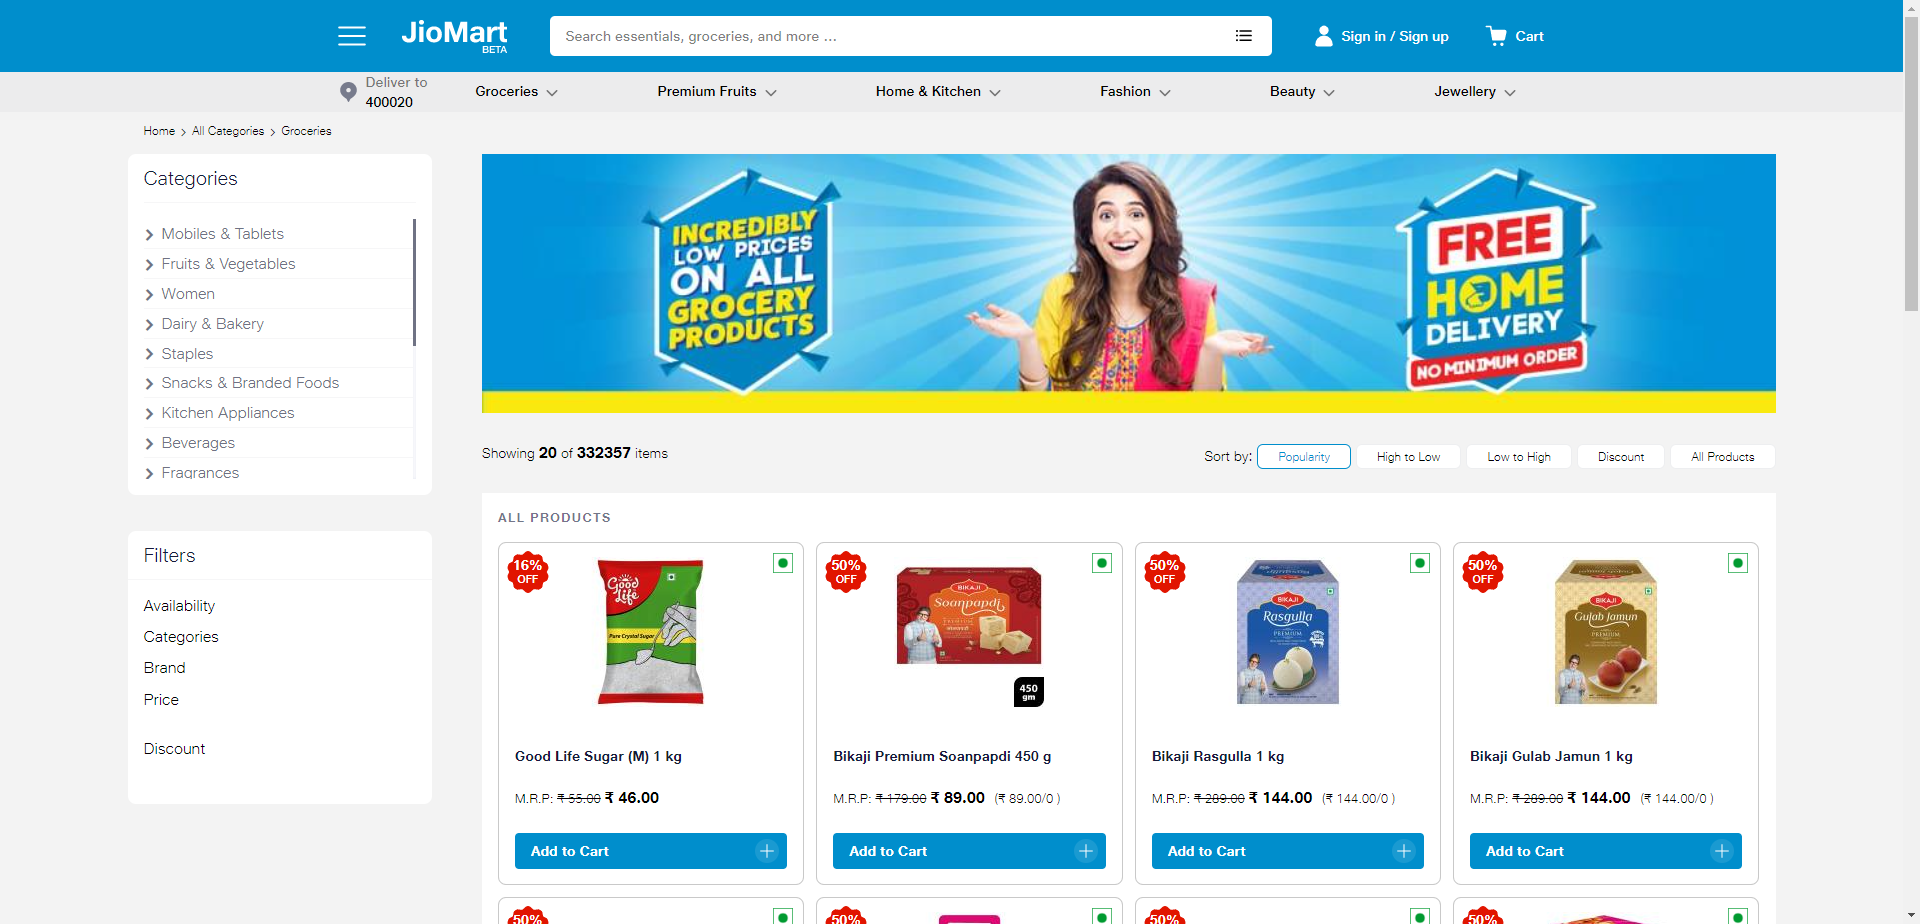 JioMart
BETA
Search essentials, groceries, and more ...
Sign in / Sign up
Cart
Deliver to
400020
Groceries
Premium Fruits
Home & Kitchen
Fashion
Beauty
Jewellery
Home > All Categories > Groceries
Categories
Mobiles & Tablets
Fruits & Vegetables
Women
Dairy & Bakery
Staples
Snacks & Branded Foods
Kitchen Appliances
Beverages
Fragrances
Filters
Availability
Categories
Brand
Price
Discount
INCREDIBLY
LOW PRICES
ON ALL
GROCERY
PRODUCTS
FREE
HOME
DELIVERY
NO MINIMUM ORDER
Showing 20 of 332357 items
Sort by:
Popularity
High to Low
Low to High
Discount
All Products
ALL PRODUCTS
16%
OFF
Good
Life
Pure Crystal Sugar
Good Life Sugar (M) 1 kg
M.R.P: ₹ 55.00 ₹ 46.00
Add to Cart
50%
OFF
BIKAJI
Soanpapdi
PREMIUM
450
gm
Bikaji Premium Soanpapdi 450 g
M.R.P: ₹ 179.00 ₹ 89.00 (₹ 89.00/0 )
Add to Cart
50%
OFF
BIKAJI
Rasgulla
PREMIUM
Bikaji Rasgulla 1 kg
M.R.P: ₹ 289.00 ₹ 144.00 (₹ 144.00/0 )
Add to Cart
50%
OFF
BIKAJI
Gulab Jamun
PREMIUM
Bikaji Gulab Jamun 1 kg
M.R.P: ₹ 289.00 ₹ 144.00 (₹ 144.00/0 )
Add to Cart
50%
50%
50%
50%